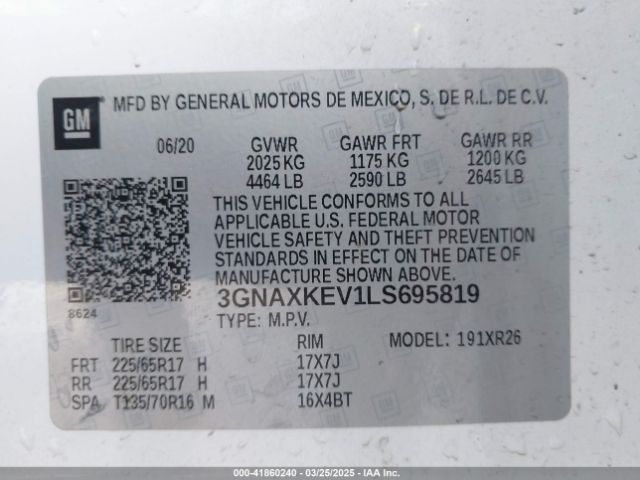 GM MFD BY GENERAL MOTORS DE MEXICO, S. DE R.L. DE C.V.
06/20 GVWR GAWR FRT GAWR RR
2025 KG 1175 KG 1200 KG
4464 LB 2590 LB 2645 LB
THIS VEHICLE CONFORMS TO ALL
APPLICABLE U.S. FEDERAL MOTOR
VEHICLE SAFETY AND THEFT PREVENTION
STANDARDS IN EFFECT ON THE DATE OF
MANUFACTURE SHOWN ABOVE.
3GNAXKEV1LS695819
8624
TYPE: M.P.V.
TIRE SIZE RIM MODEL: 191XR26
FRT 225/65R17 H 17X7J
RR 225/65R17 H 17X7J
SPA T135/70R16 M 16X4BT
000-41860240 - 03/25/2025 - IAA Inc.